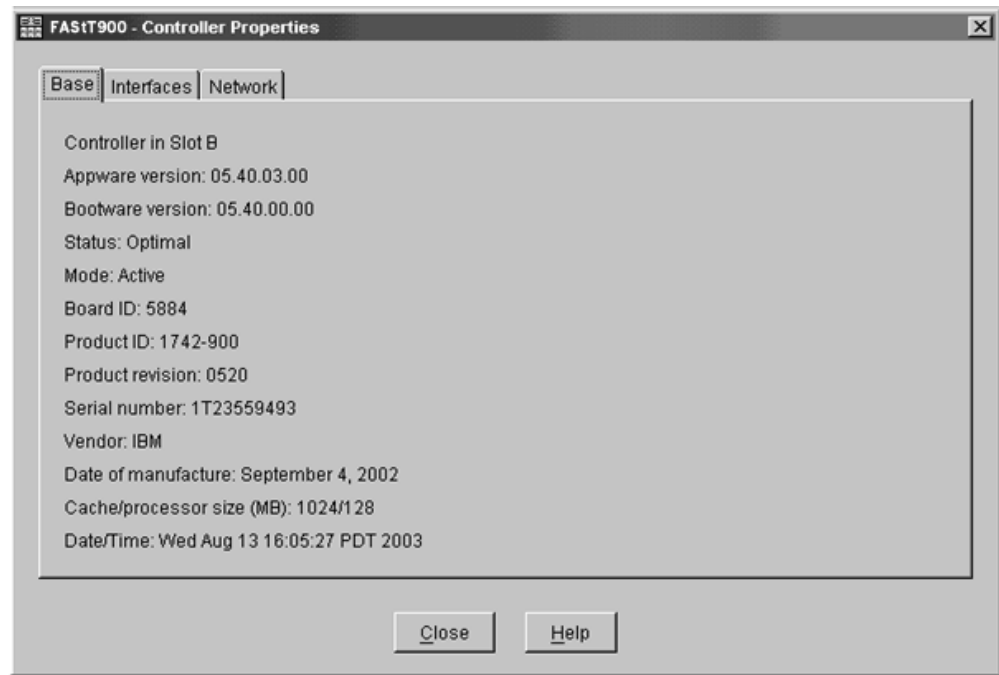 FAStT900 - Controller Properties
Base Interfaces Network
Controller in Slot B
Appware version: 05.40.03.00
Bootware version: 05.40.00.00
Status: Optimal
Mode: Active
Board ID: 5884
Product ID: 1742-900
Product revision: 0520
Serial number: 1T23559493
Vendor: IBM
Date of manufacture: September 4, 2002
Cache/processor size (MB): 1024/128
Date/Time: Wed Aug 13 16:05:27 PDT 2003
Close Help